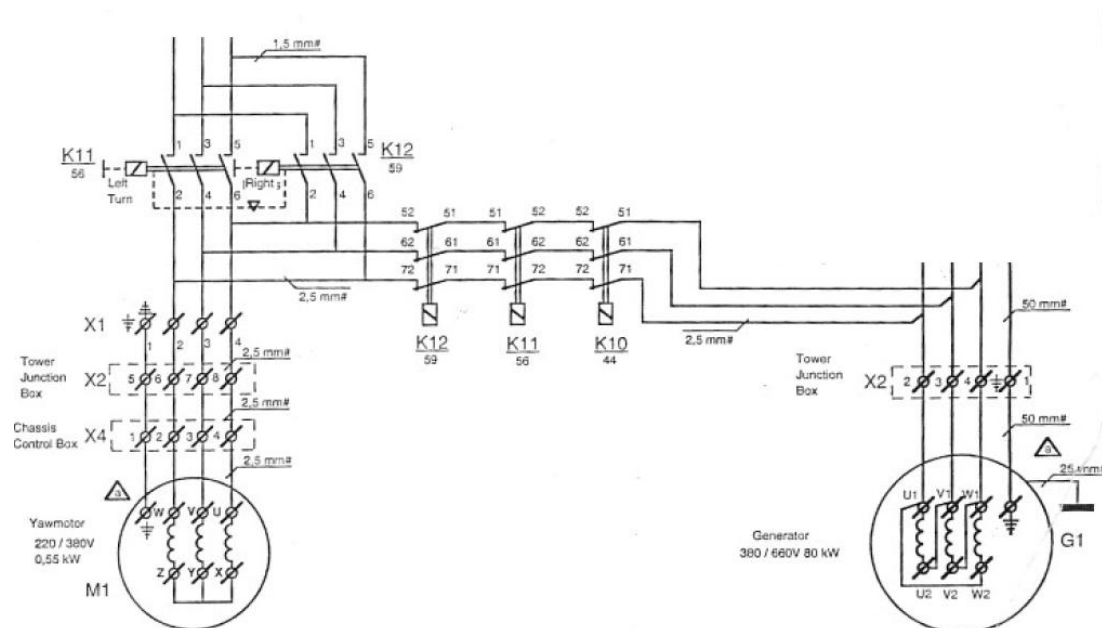 1,5 mm#
1 3 5 1 3 5
K11
56
K12
59
Left
Turn
Right
2 4 6 2 4 6
52 51 51 52 52 51
62 61 61 62 62 61
72 71 71 72 72 71
2,5 mm#
2,5 mm#
K12
59
K11
56
K10
44
50 mm#
X1
1 2 3 4
2,5 mm#
Tower
Junction
Box
X2
5 6 7 8
2,5 mm#
Chassis
Control Box
X4
1 2 3 4
2,5 mm#
Tower
Junction
Box
X2
2 3 4 1
50 mm#
a
a
25 mm#
W V U
Yawmotor
220 / 380V
0,55 kW
Z Y X
M1
U1 V1 W1
Generator
380 / 660V 80 kW
G1
U2 V2 W2